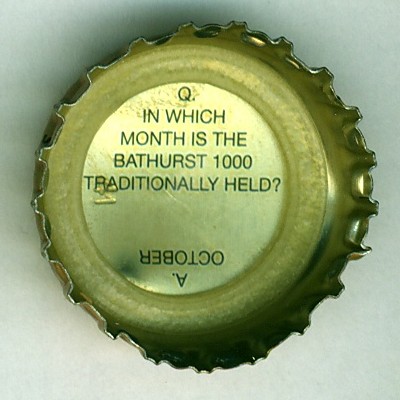 Q.
IN WHICH
MONTH IS THE
BATHURST 1000
TRADITIONALLY HELD?
A.
OCTOBER